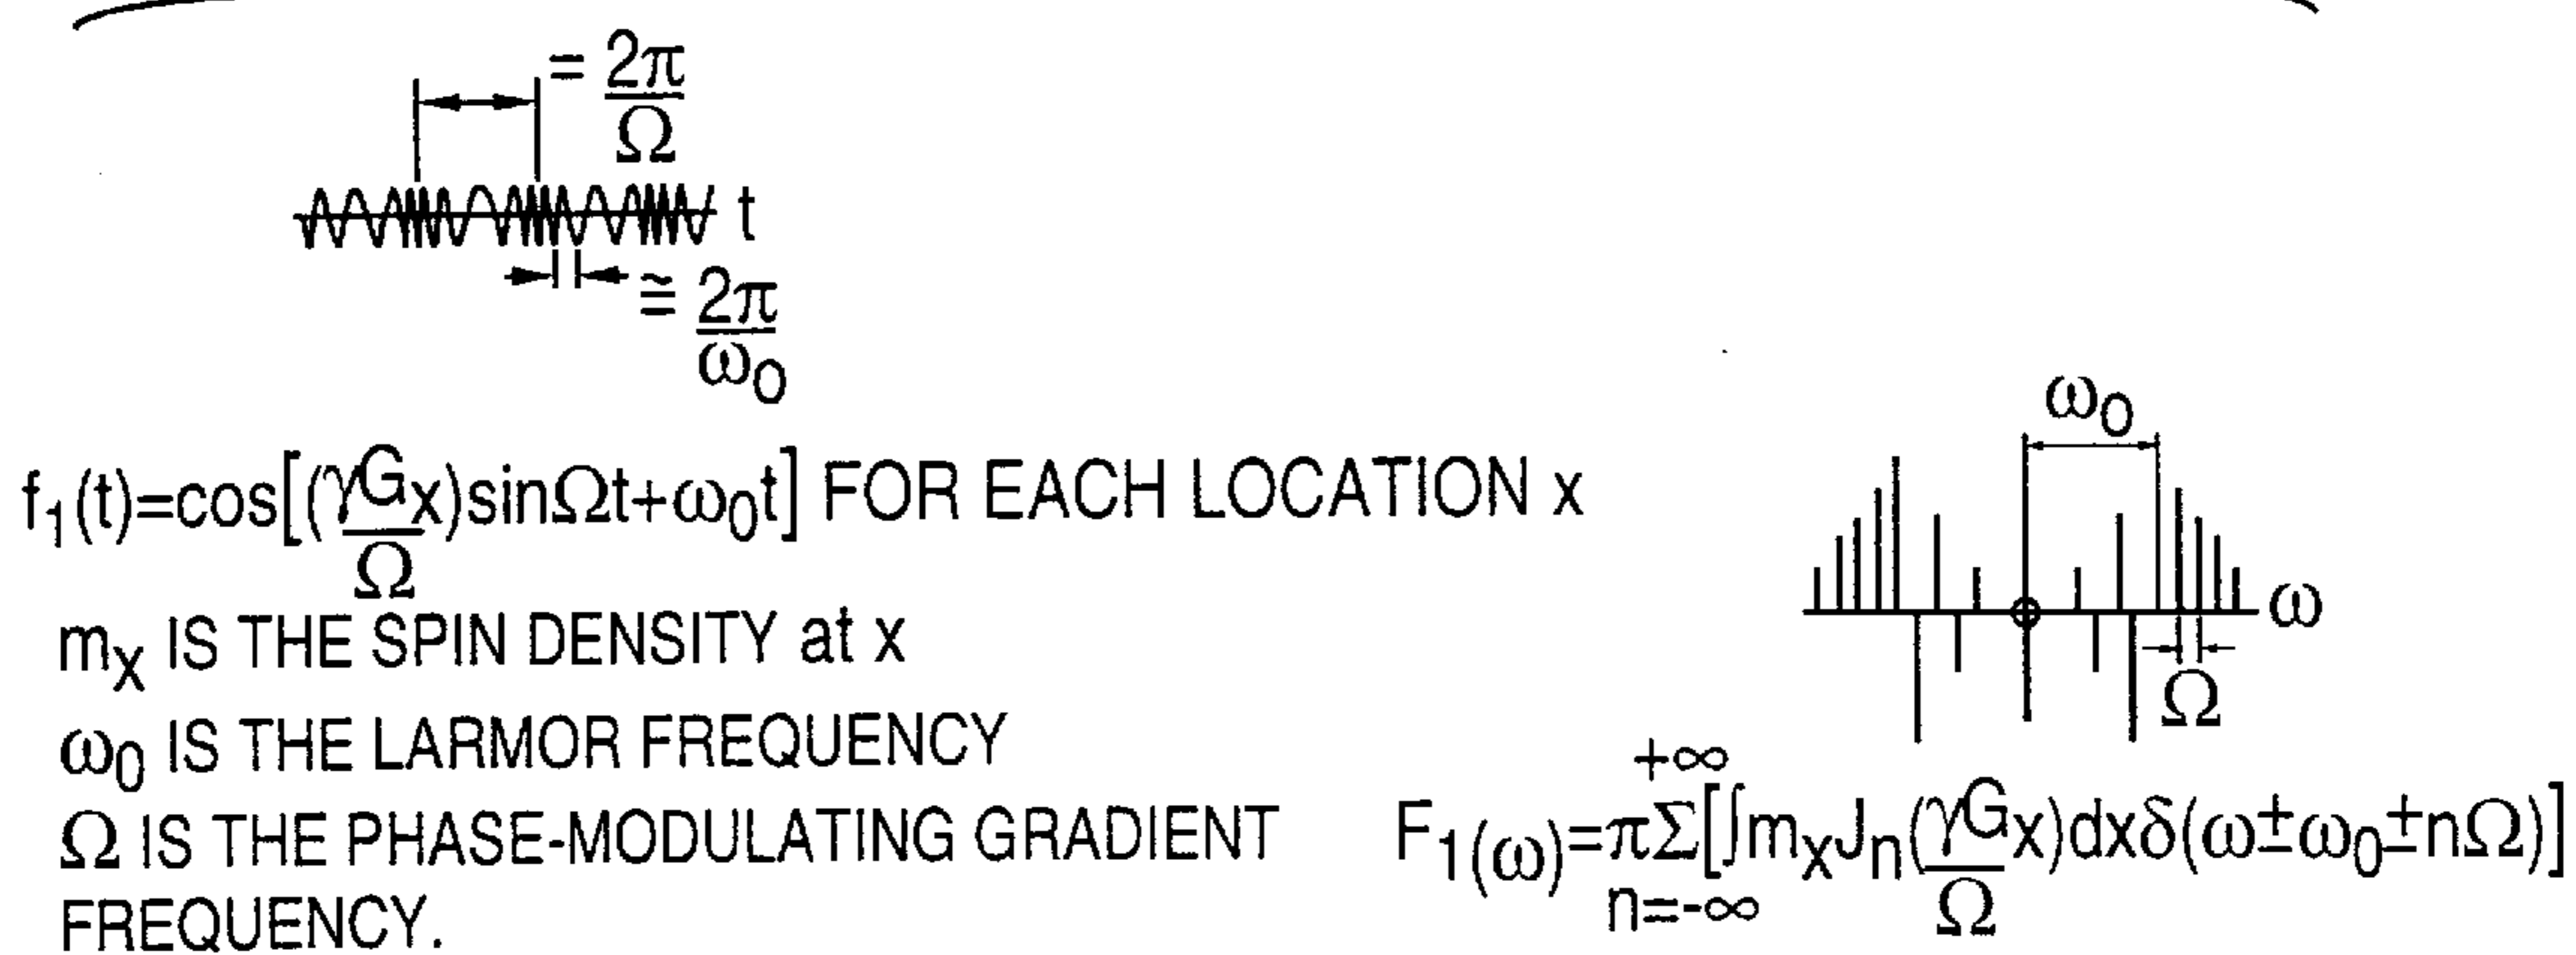 = 2π/Ω
t
≅ 2π/ω₀
f₁(t)=cos[(γG/Ω x)sinΩt+ω₀t] FOR EACH LOCATION x
mₓ IS THE SPIN DENSITY at x
ω₀ IS THE LARMOR FREQUENCY
Ω IS THE PHASE-MODULATING GRADIENT
FREQUENCY.
ω₀
ω
Ω
F₁(ω)=π Σ n=-∞ +∞ [∫mₓJₙ(γG/Ω x)dxδ(ω±ω₀±nΩ)]